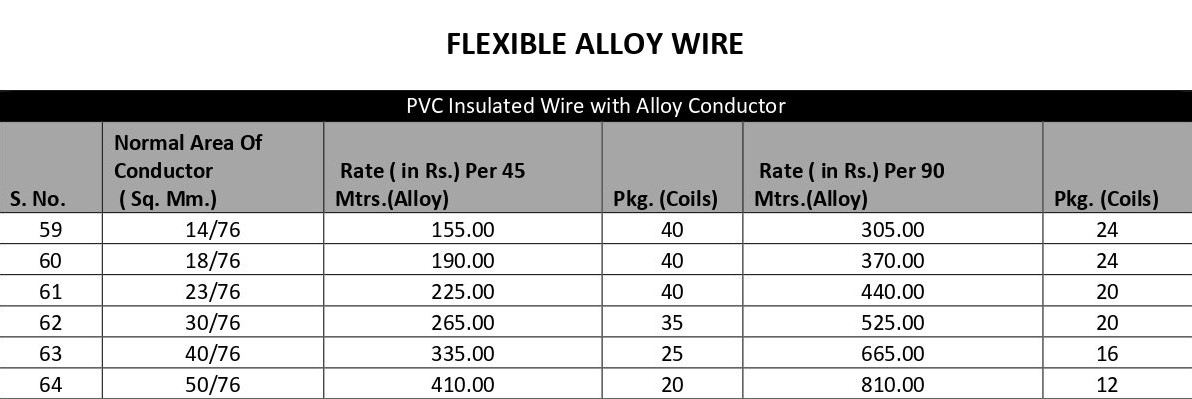 FLEXIBLE ALLOY WIRE
PVC Insulated Wire with Alloy Conductor
S. No. Normal Area Of Conductor ( Sq. Mm.) Rate ( in Rs.) Per 45 Mtrs.(Alloy) Pkg. (Coils) Rate ( in Rs.) Per 90 Mtrs.(Alloy) Pkg. (Coils)
59 14/76 155.00 40 305.00 24
60 18/76 190.00 40 370.00 24
61 23/76 225.00 40 440.00 20
62 30/76 265.00 35 525.00 20
63 40/76 335.00 25 665.00 16
64 50/76 410.00 20 810.00 12